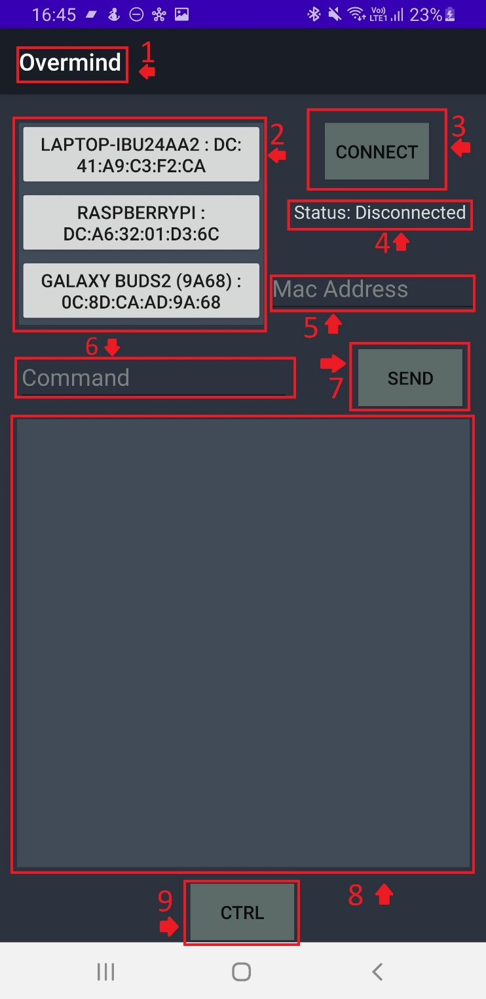 16:45
Vo))
LTE1
23%
Overmind
1
LAPTOP-IBU24AA2 : DC:
41:A9:C3:F2:CA
2
CONNECT
3
RASPBERRYPI :
DC:A6:32:01:D3:6C
Status: Disconnected
4
GALAXY BUDS2 (9A68) :
0C:8D:CA:AD:9A:68
Mac Address
5
6
Command
7
SEND
8
9
CTRL